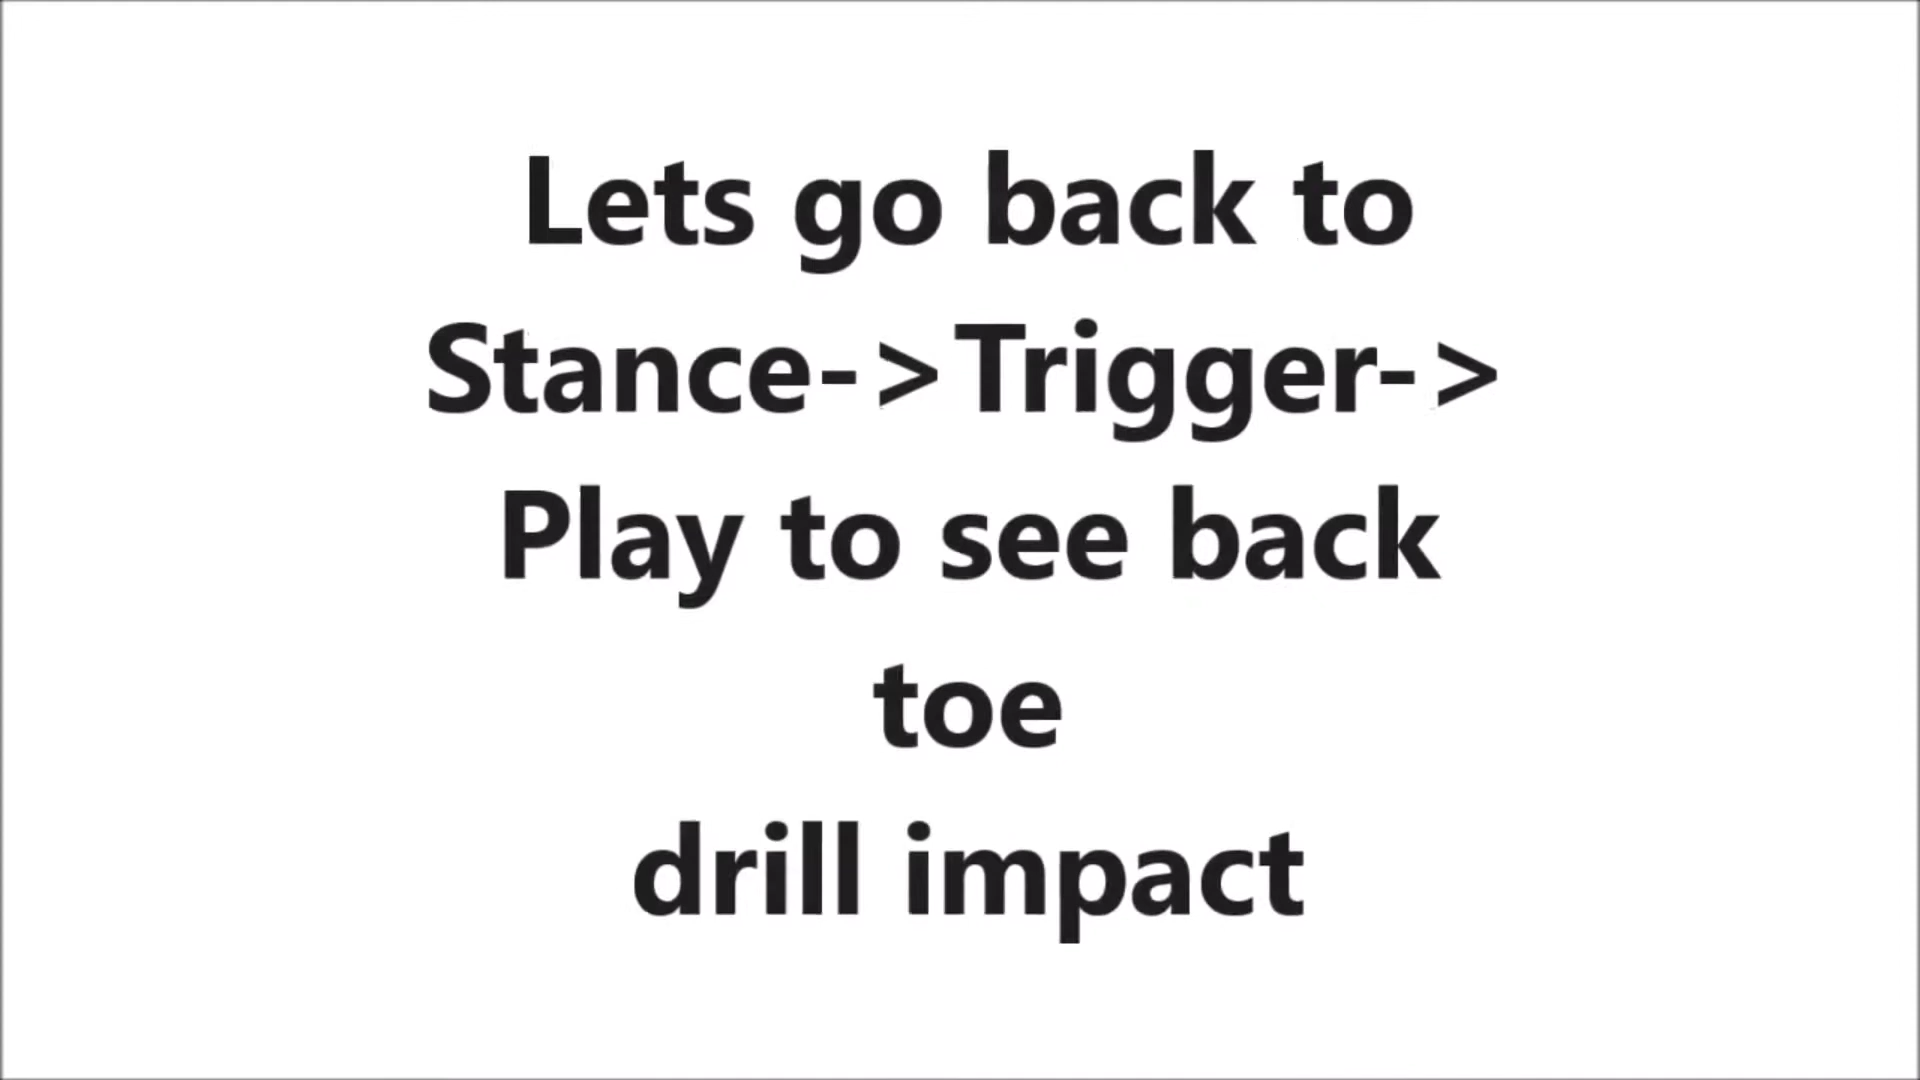 Lets go back to
Stance->Trigger->
Play to see back
toe
drill impact